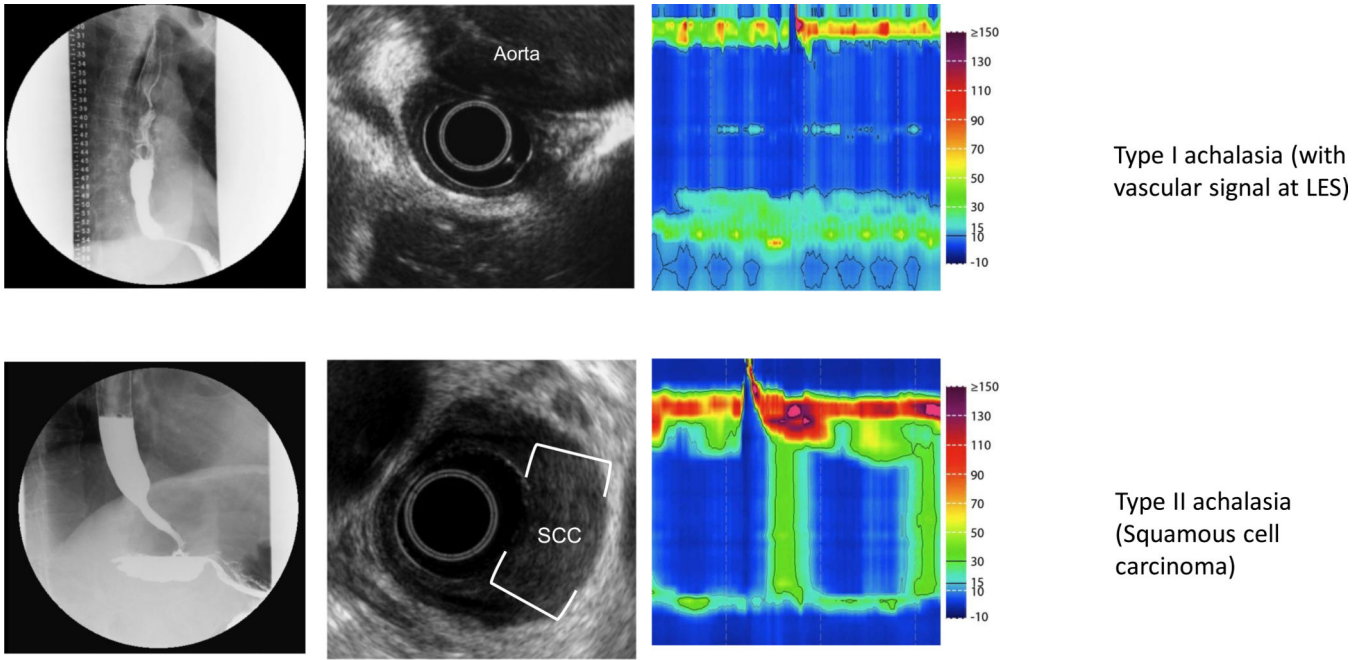 Aorta
≥150
130
110
90
70
50
30
15
10
-10
Type I achalasia (with
vascular signal at LES)
SCC
≥150
130
110
90
70
50
30
15
10
-10
Type II achalasia
(Squamous cell
carcinoma)